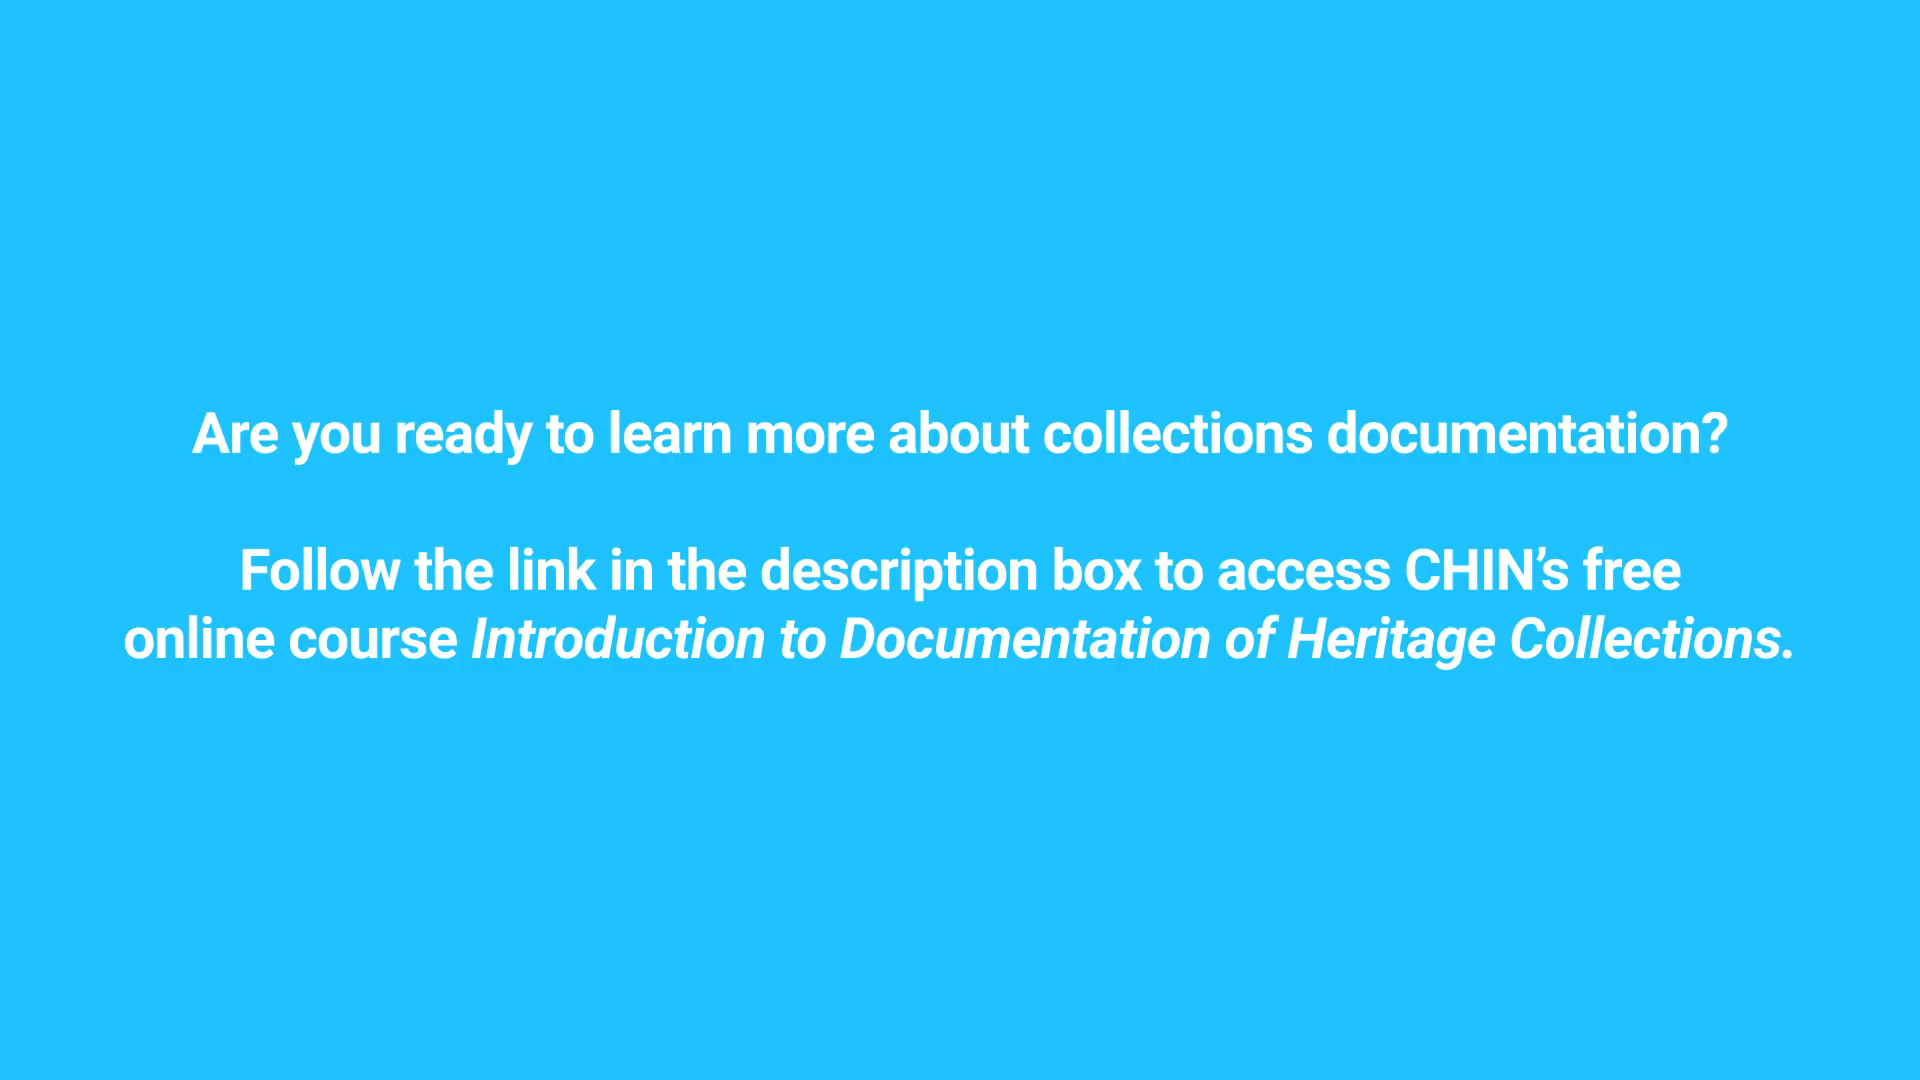 Are you ready to learn more about collections documentation?
Follow the link in the description box to access CHIN’s free
online course Introduction to Documentation of Heritage Collections.